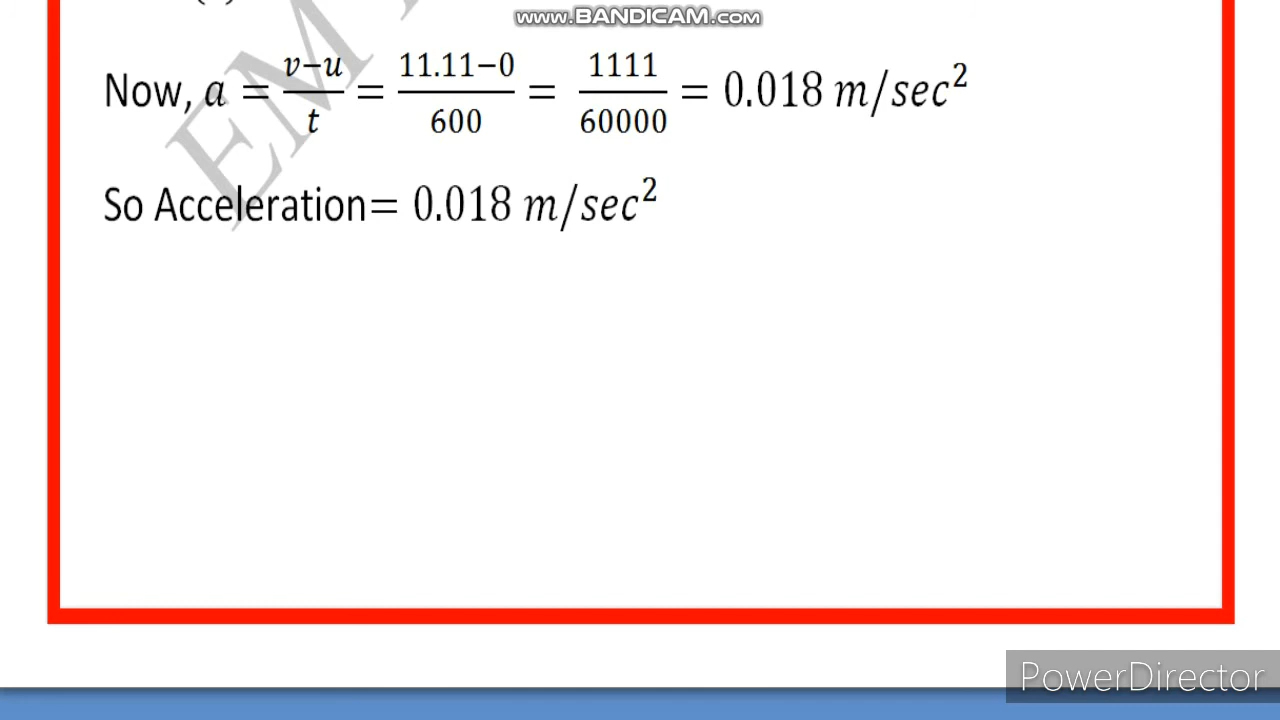 www.BANDICAM.com
Now, a = v−u/t = 11.11−0/600 = 1111/60000 = 0.018 m/sec²
So Acceleration= 0.018 m/sec²
PowerDirector